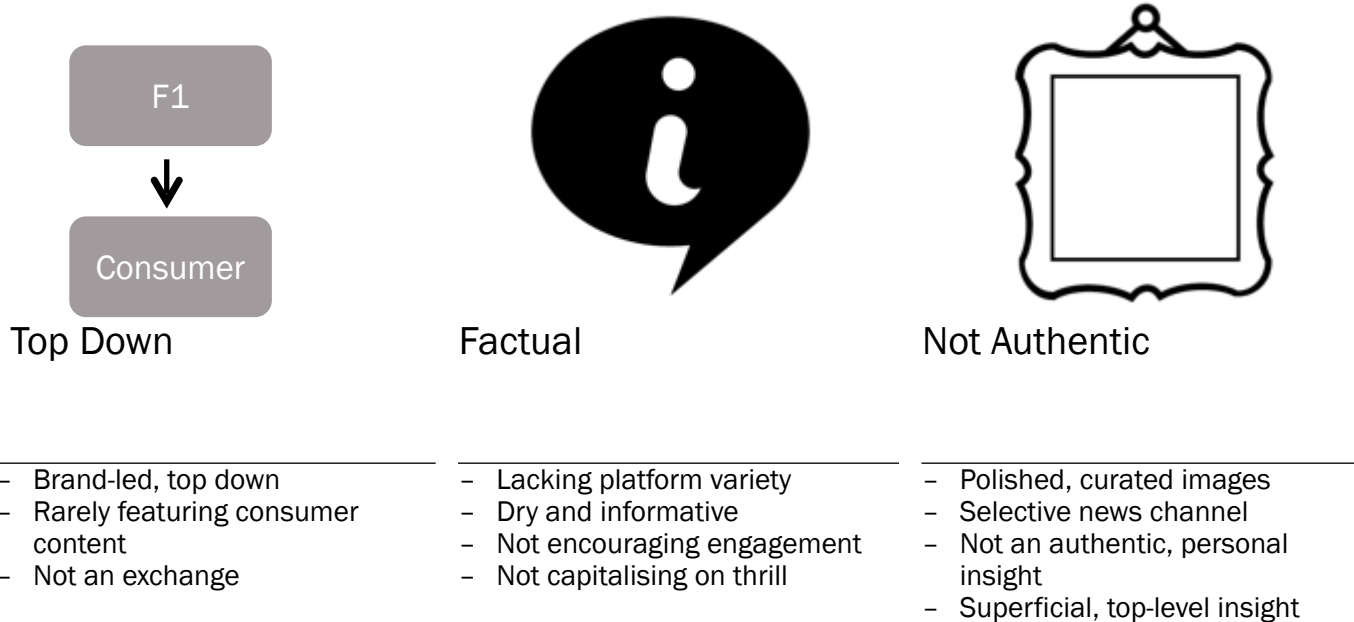 F1
Consumer
Top Down
– Brand-led, top down
– Rarely featuring consumer
content
– Not an exchange
i
Factual
– Lacking platform variety
– Dry and informative
– Not encouraging engagement
– Not capitalising on thrill
Not Authentic
– Polished, curated images
– Selective news channel
– Not an authentic, personal
insight
– Superficial, top-level insight